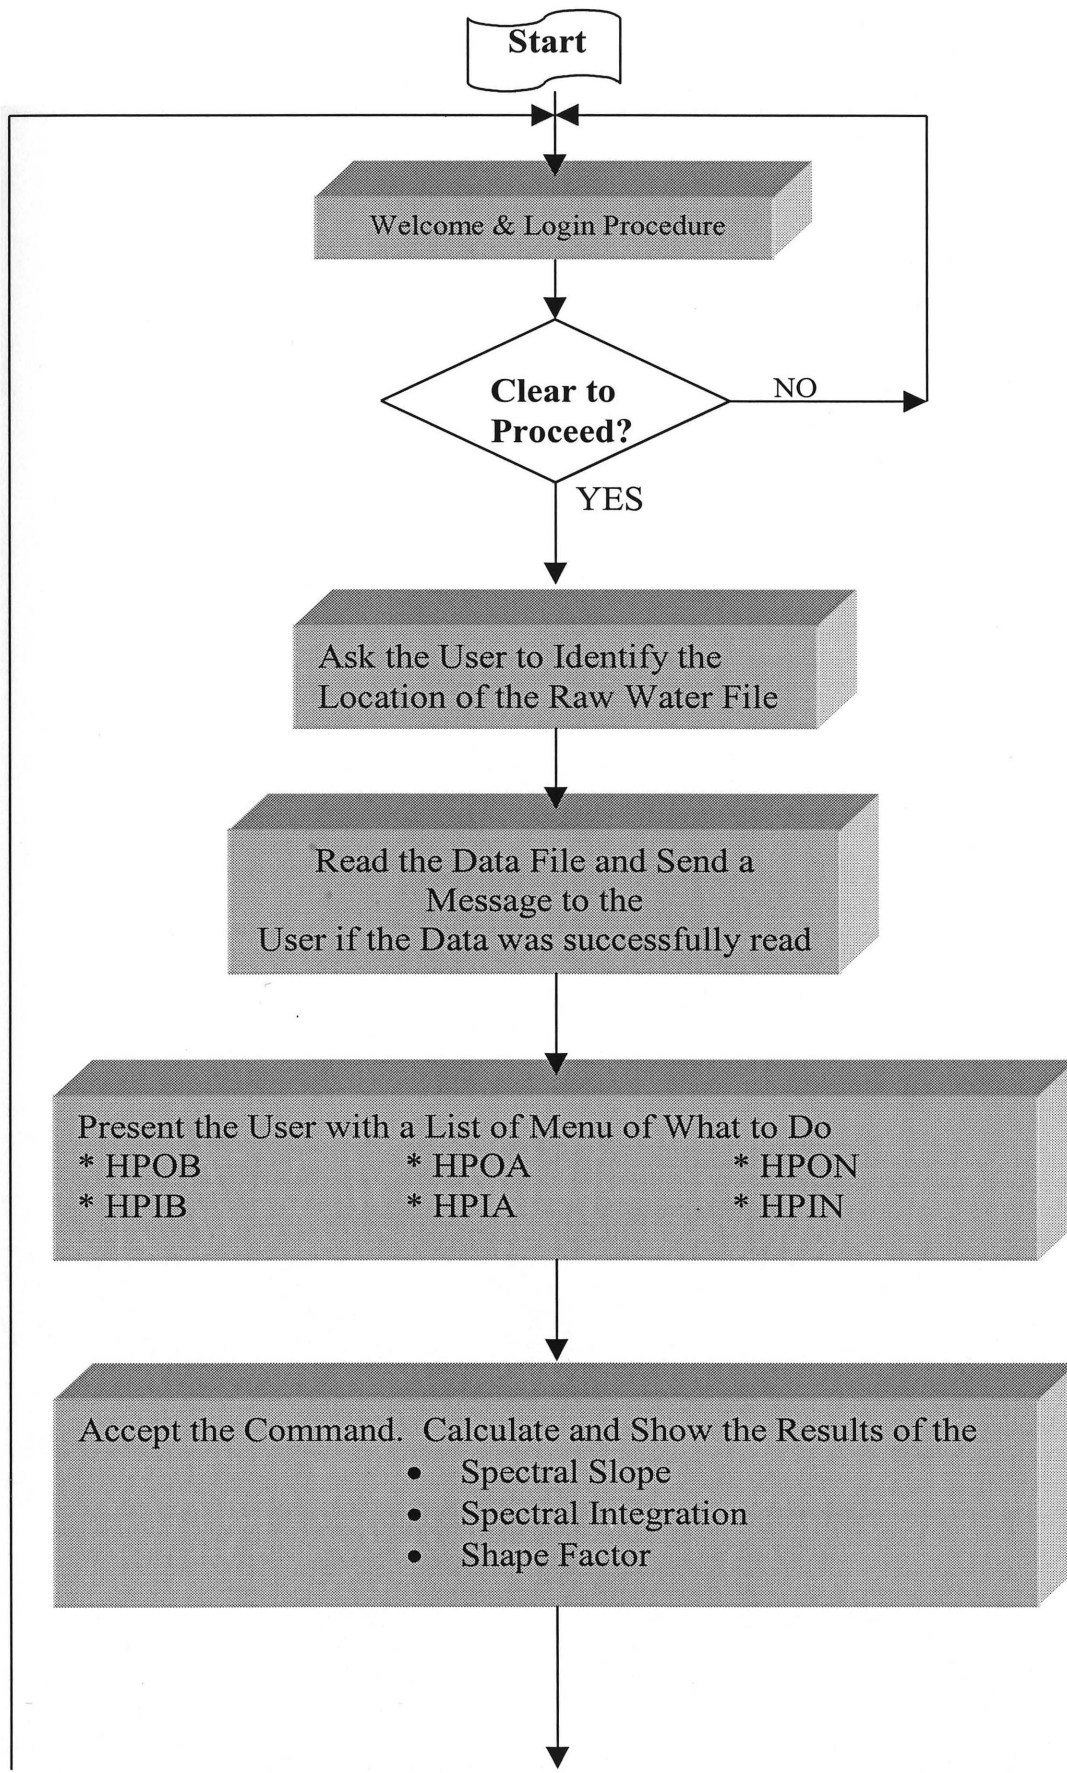 Start
Welcome & Login Procedure
Clear to
Proceed?
NO
YES
Ask the User to Identify the
Location of the Raw Water File
Read the Data File and Send a
Message to the
User if the Data was successfully read
Present the User with a List of Menu of What to Do
* HPOB * HPOA * HPON
* HPIB * HPIA * HPIN
Accept the Command. Calculate and Show the Results of the
• Spectral Slope
• Spectral Integration
• Shape Factor